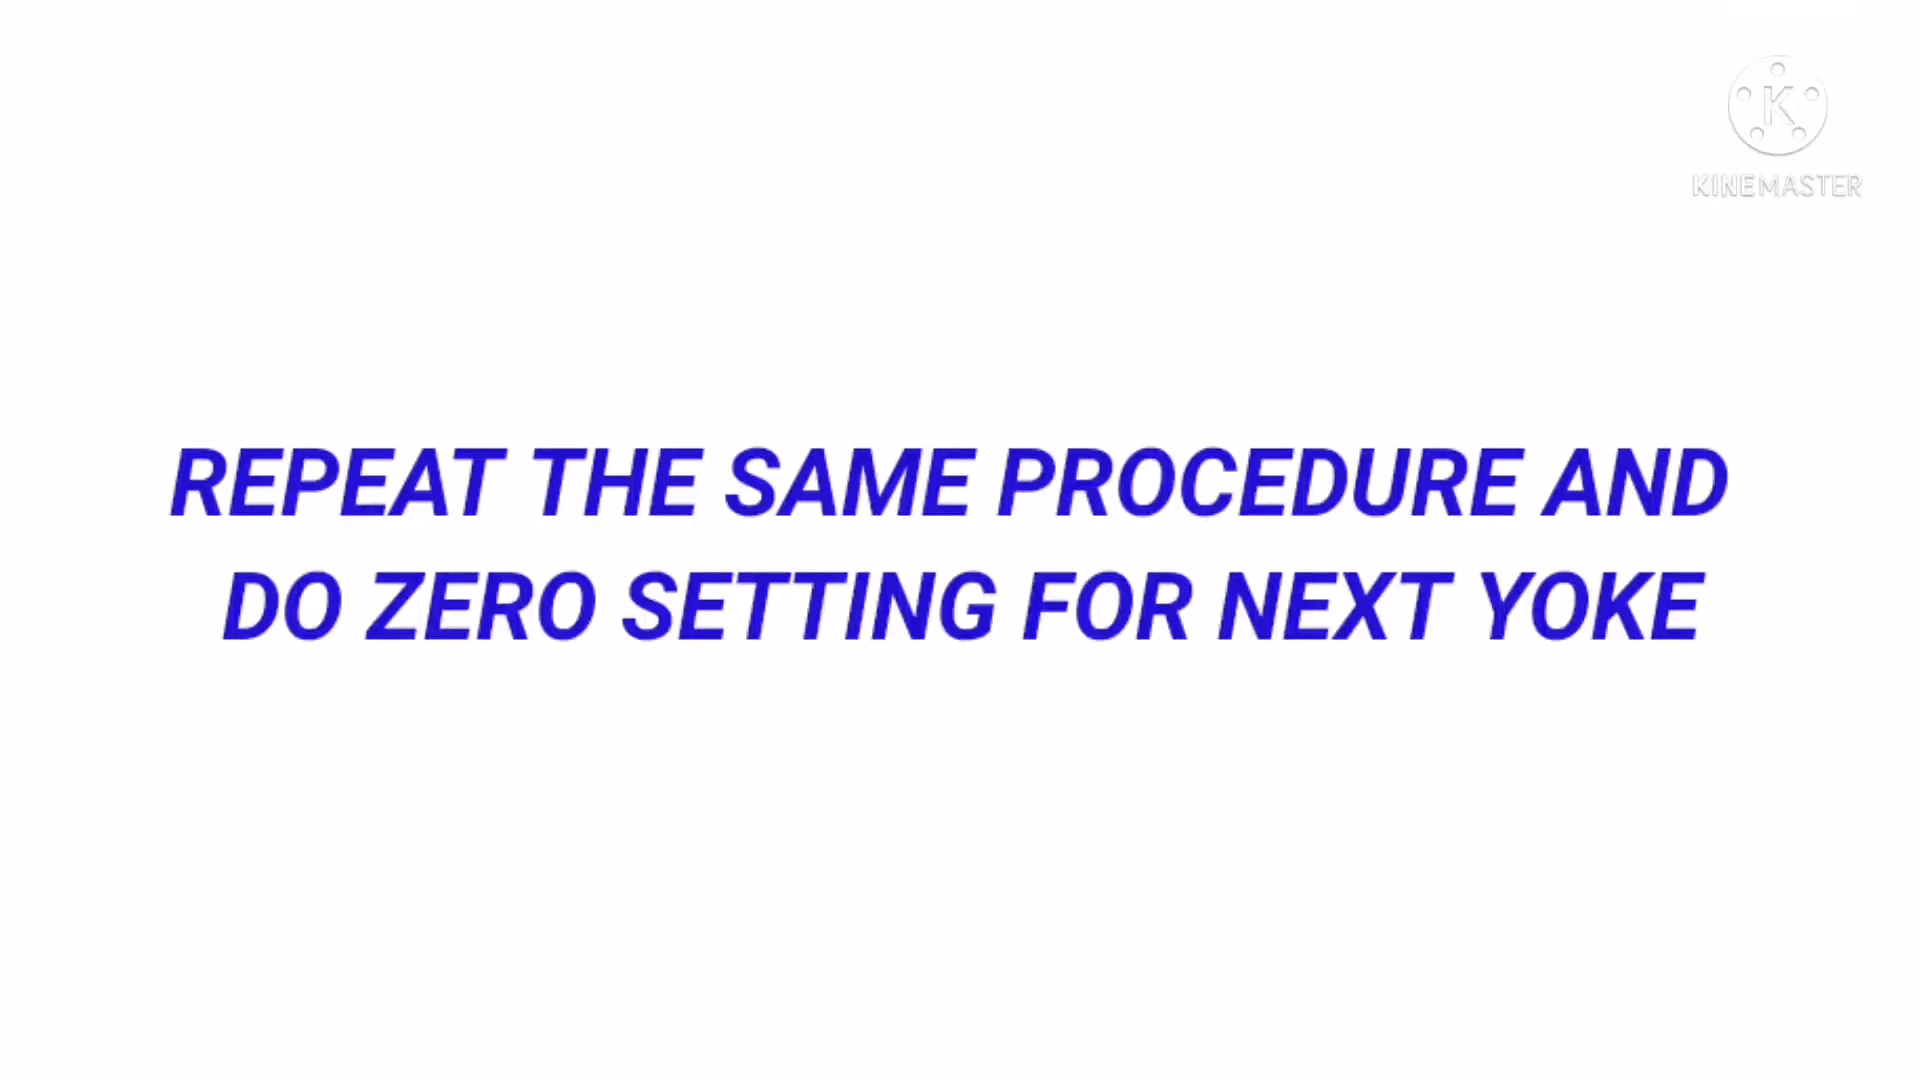 K
KINEMASTER
REPEAT THE SAME PROCEDURE AND
DO ZERO SETTING FOR NEXT YOKE